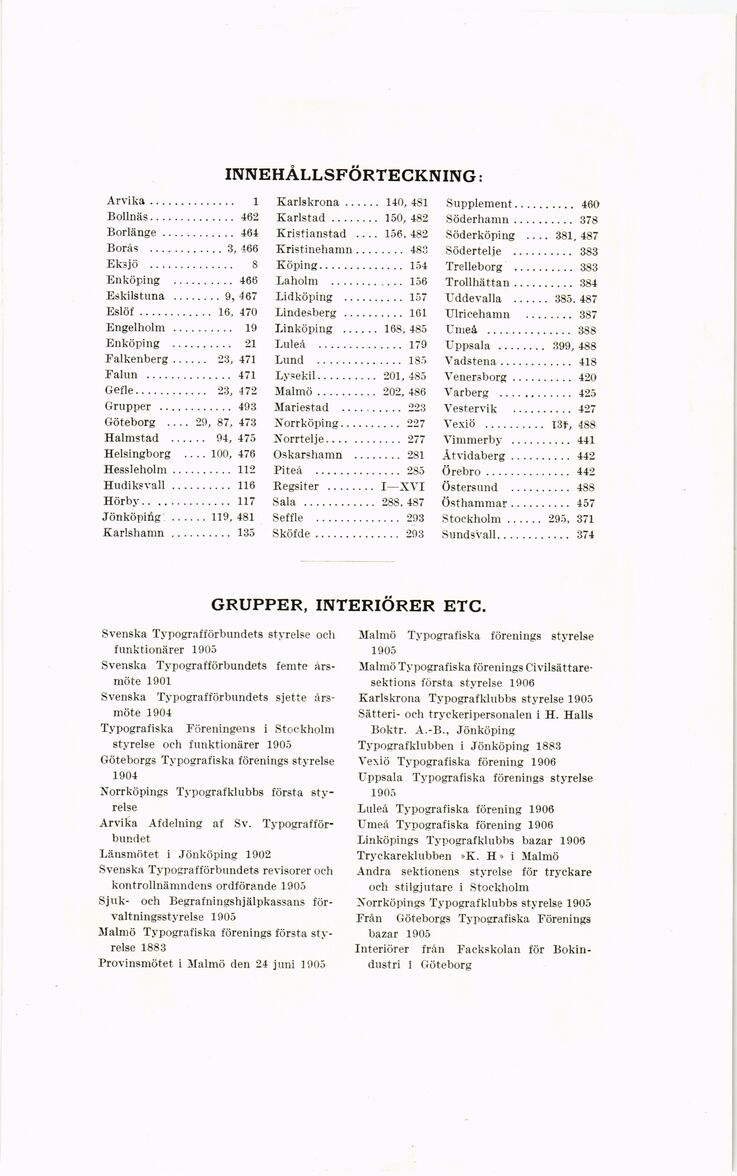 INNEHÅLLSFÖRTECKNING:
Arvika .............. 1
Bollnäs .............. 462
Borlänge ............ 464
Borås ............ 3, 466
Eksjö .............. 8
Enköping .......... 466
Eskilstuna ........ 9, 467
Eslöf ............ 16, 470
Engelholm .......... 19
Enköping .......... 21
Falkenberg ...... 23, 471
Falun .............. 471
Gefle ............ 23, 472
Grupper ............ 493
Göteborg .... 29, 87, 473
Halmstad ...... 94, 475
Helsingborg .... 100, 476
Hessleholm .......... 112
Hudiksvall .......... 116
Hörby .............. 117
Jönköping ...... 119, 481
Karlshamn .......... 135
Karlskrona ...... 140, 481
Karlstad ........ 150, 482
Kristianstad .... 156, 482
Kristinehamn ........ 483
Köping .............. 154
Laholm ............ 156
Lidköping .......... 157
Lindesberg .......... 161
Linköping ...... 168, 485
Luleå .............. 179
Lund .............. 185
Lysekil .......... 201, 485
Malmö .......... 202, 486
Mariestad .......... 223
Norrköping .......... 227
Norrtelje ............ 277
Oskarshamn ........ 281
Piteå .............. 285
Regsiter ........ I—XVI
Sala ............ 288, 487
Seffle .............. 293
Sköfde .............. 293
Supplement .......... 460
Söderhamn .......... 378
Söderköping .... 381, 487
Södertelje .......... 383
Trelleborg .......... 383
Trollhättan .......... 384
Uddevalla ...... 385, 487
Ulricehamn ........ 387
Umeå .............. 388
Uppsala ........ 399, 488
Vadstena ............ 418
Venersborg .......... 420
Varberg ............ 425
Vestervik .......... 427
Vexiö .......... 488
Vimmerby .......... 441
Åtvidaberg .......... 442
Örebro .............. 442
Östersund .......... 488
Östhammar .......... 457
Stockholm ...... 295, 371
Sundsvall ............ 374
GRUPPER, INTERIÖRER ETC.
Svenska Typografförbundets styrelse och
funktionärer 1905
Svenska Typografförbundets femte års-
möte 1901
Svenska Typografförbundets sjette års-
möte 1904
Typografiska Föreningens i Stockholm
styrelse och funktionärer 1905
Göteborgs Typografiska förenings styrelse
1904
Norrköpings Typografklubbs första sty-
relse
Arvika Afdelning af Sv. Typografför-
bundet
Länsmötet i Jönköping 1902
Svenska Typografförbundets revisorer och
kontrollnämndens ordförande 1905
Sjuk- och Begrafningshjälpkassans för-
valtningsstyrelse 1905
Malmö Typografiska förenings första sty-
relse 1883
Provinsmötet i Malmö den 24 juni 1905
Malmö Typografiska förenings styrelse
1905
Malmö Typografiska förenings Civilsättare-
sektions första styrelse 1906
Karlskrona Typografklubbs styrelse 1905
Sätteri- och tryckeripersonalen i H. Halls
Boktr. A.-B., Jönköping
Typografklubben i Jönköping 1883
Vexiö Typografiska förening 1906
Uppsala Typografiska förenings styrelse
1905
Luleå Typografiska förening 1906
Umeå Typografiska förening 1906
Linköpings Typografklubbs bazar 1906
Tryckareklubben »K. H» i Malmö
Andra sektionens styrelse för tryckare
och stilgjutare i Stockholm
Norrköpings Typografklubbs styrelse 1905
Från Göteborgs Typografiska Förenings
bazar 1905
Interiörer från Fackskolan för Bokin-
dustri i Göteborg